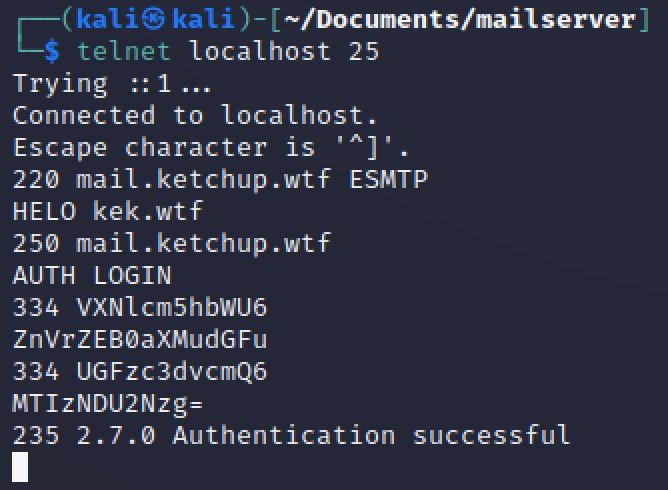 ┌──(kali㉿kali)-[~/Documents/mailserver]
└─$ telnet localhost 25
Trying ::1...
Connected to localhost.
Escape character is '^]'.
220 mail.ketchup.wtf ESMTP
HELO kek.wtf
250 mail.ketchup.wtf
AUTH LOGIN
334 VXNlcm5hbWU6
ZnVrZEB0aXMudGFu
334 UGFzc3dvcmQ6
MTIzNDU2Nzg=
235 2.7.0 Authentication successful